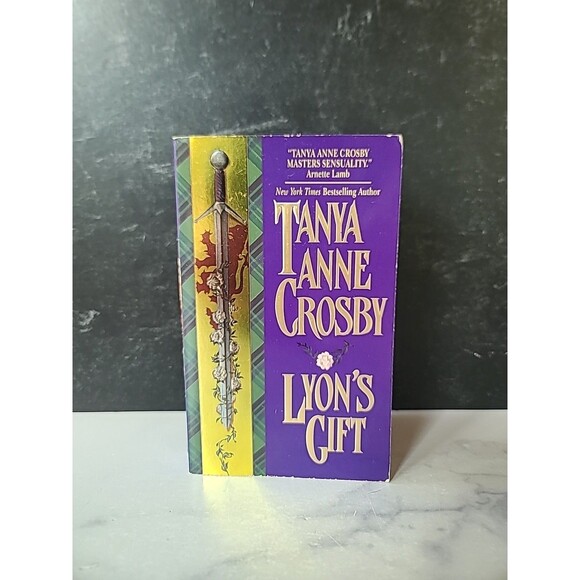 "TANYA ANNE CROSBY
MASTERS SENSUALITY."
Arnette Lamb
New York Times Bestselling Author
TANYA
ANNE
CROSBY
LYON'S
GIFT